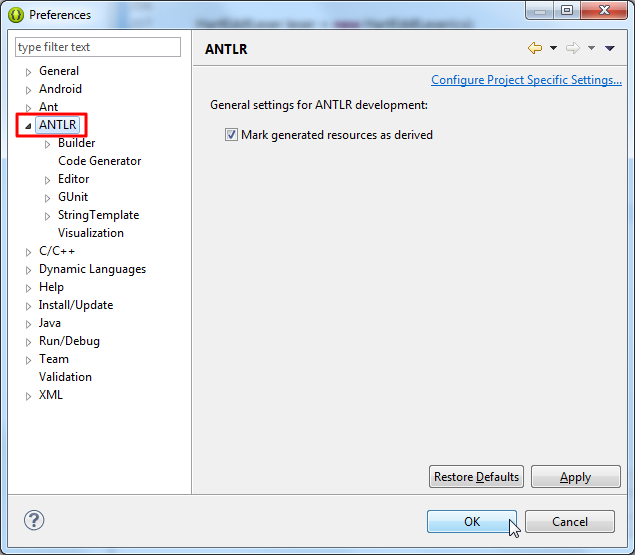 Preferences
type filter text
General
Android
Ant
ANTLR
Builder
Code Generator
Editor
GUnit
StringTemplate
Visualization
C/C++
Dynamic Languages
Help
Install/Update
Java
Run/Debug
Team
Validation
XML
ANTLR
Configure Project Specific Settings...
General settings for ANTLR development:
Mark generated resources as derived
Restore Defaults
Apply
OK
Cancel